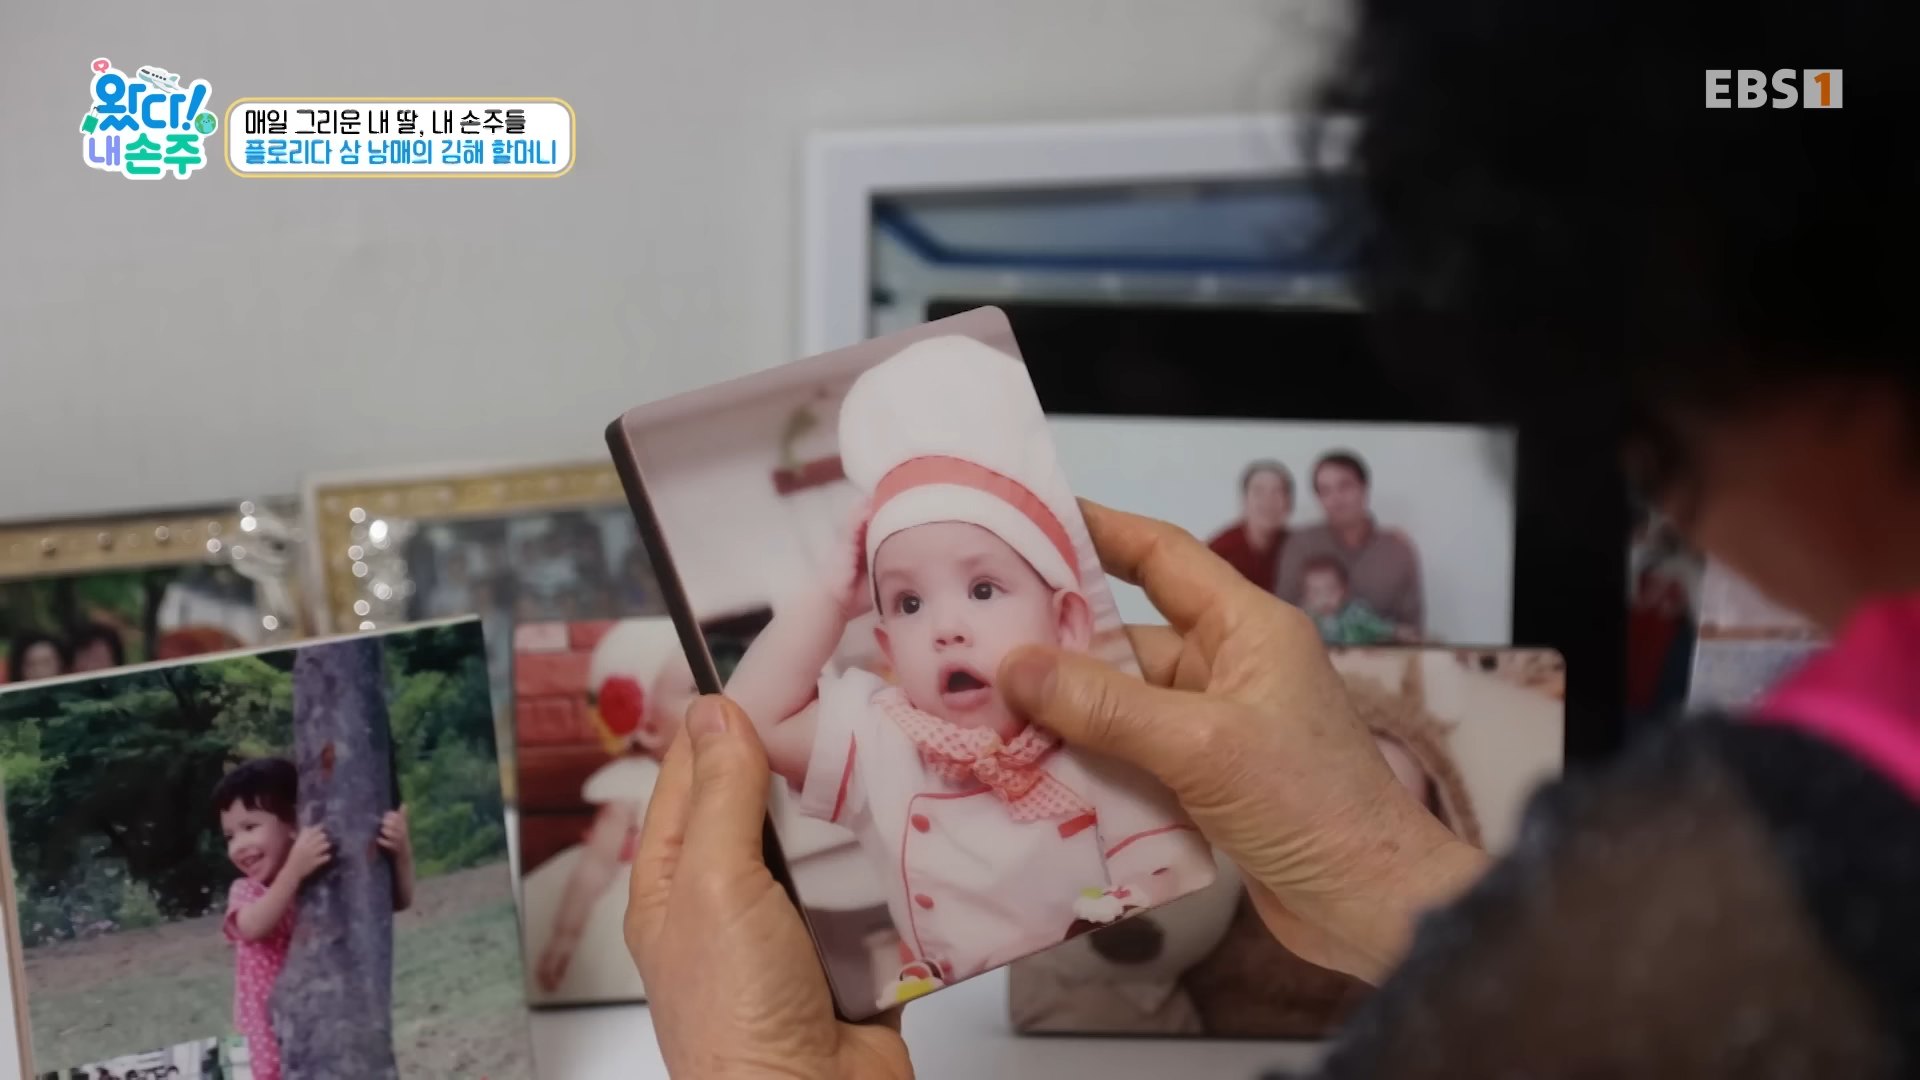 왔다!
내 손주
매일 그리운 내 딸, 내 손주들
플로리다 삼 남매의 김해 할머니
EBS1